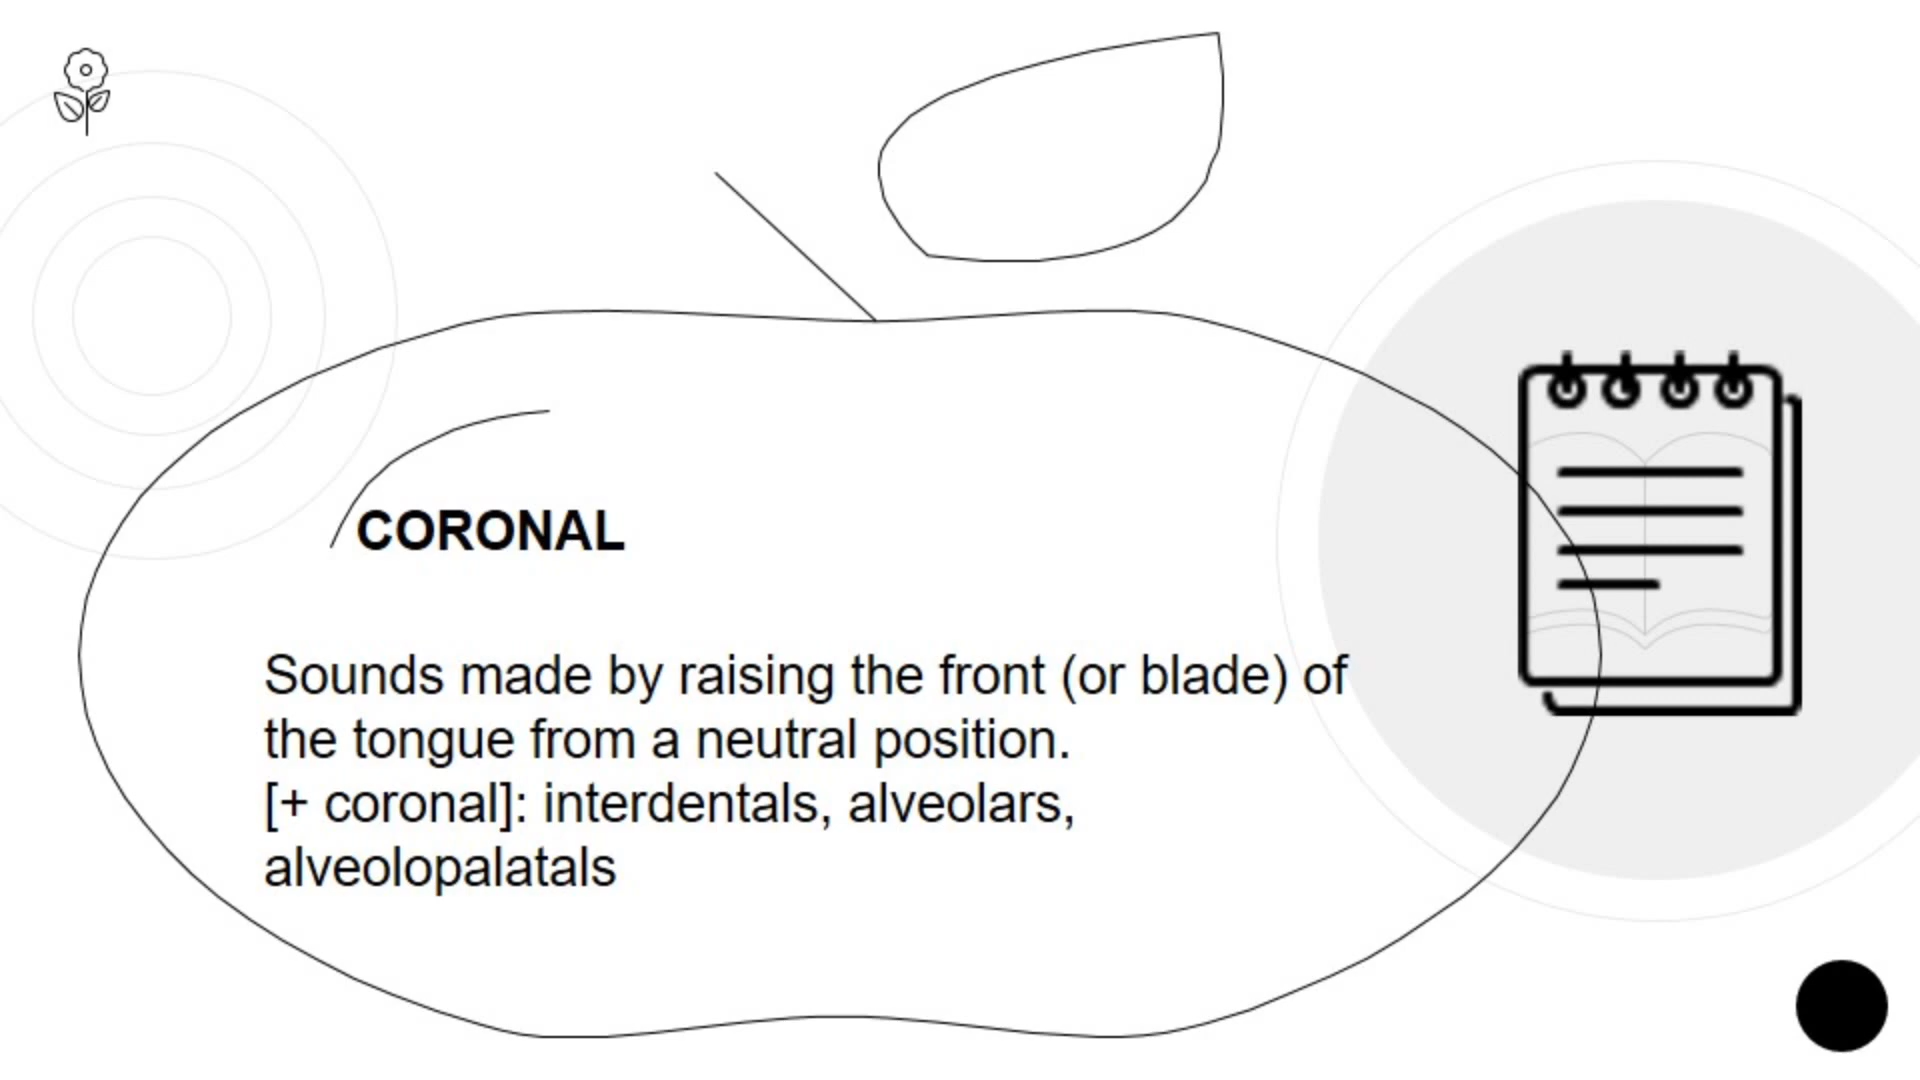 CORONAL
Sounds made by raising the front (or blade) of
the tongue from a neutral position.
[+ coronal]: interdentals, alveolars,
alveolopalatals